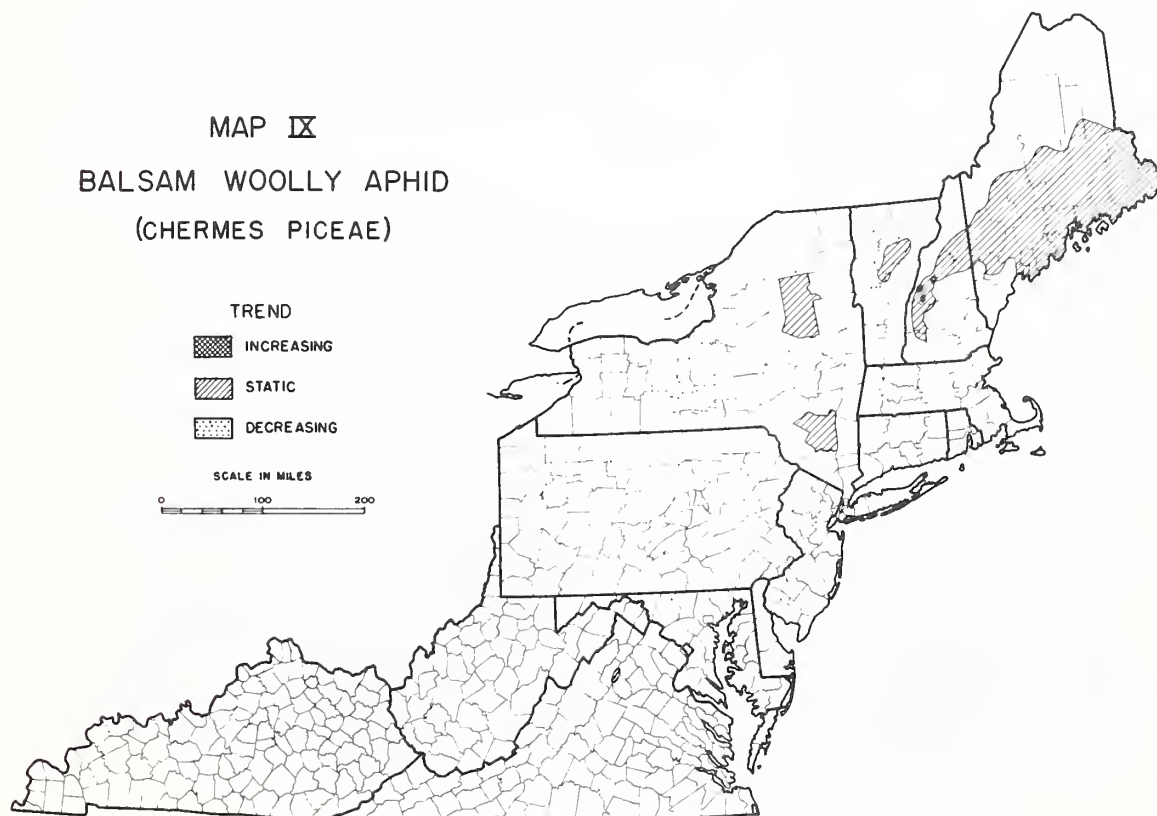 MAP IX
BALSAM WOOLLY APHID
(CHERMES PICEAE)
TREND
INCREASING
STATIC
DECREASING
SCALE IN MILES
0 100 200